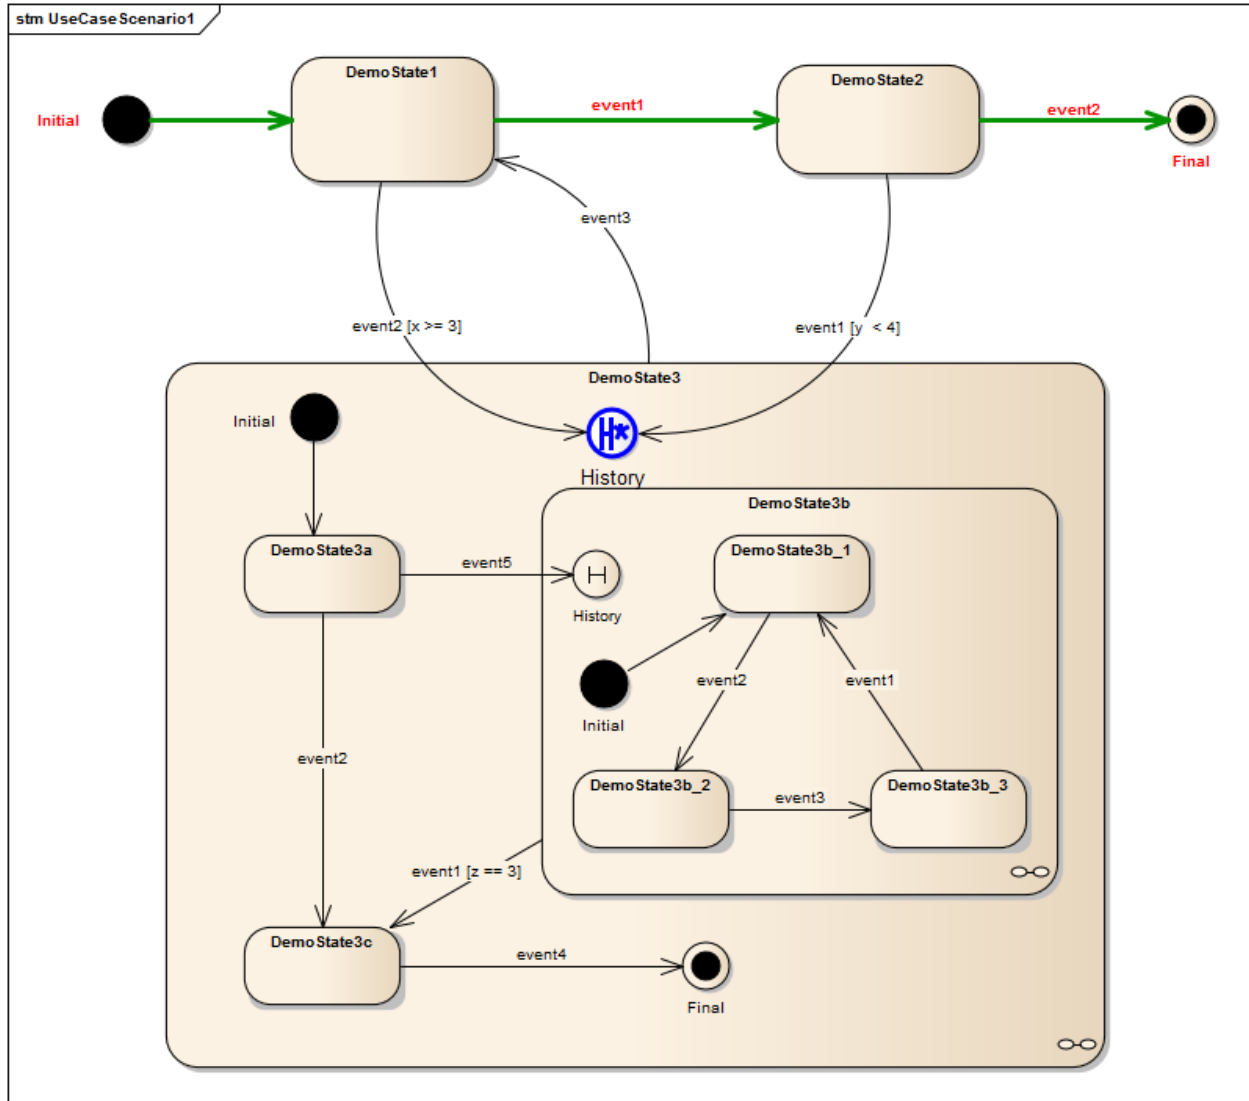 stm UseCaseScenario1
DemoState1
DemoState2
Initial
event1
event2
Final
event3
event2 [x >= 3]
event1 [y < 4]
DemoState3
Initial
H*
History
DemoState3b
DemoState3a
event5
H
History
DemoState3b_1
Initial
event2
event1
event2
DemoState3b_2
event3
DemoState3b_3
event1 [z == 3]
DemoState3c
event4
Final